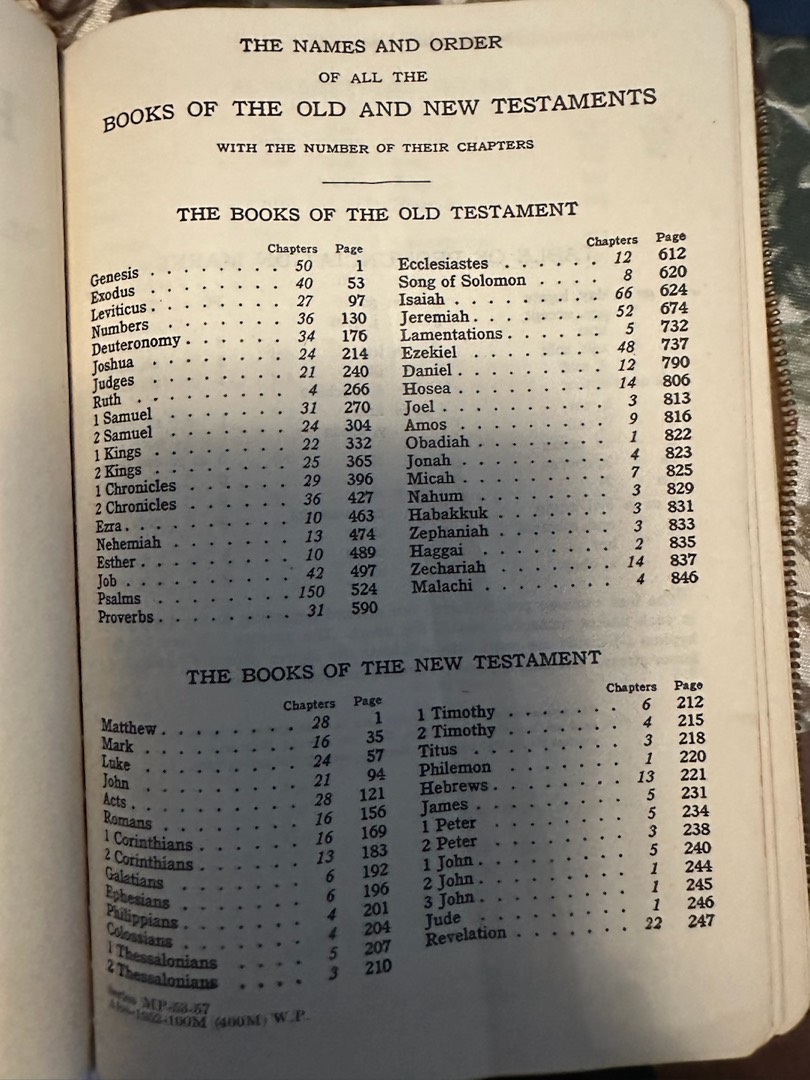 THE NAMES AND ORDER
OF ALL THE
BOOKS OF THE OLD AND NEW TESTAMENTS
WITH THE NUMBER OF THEIR CHAPTERS
THE BOOKS OF THE OLD TESTAMENT
Chapters Page
Genesis . . . . . . . . 50 1
Exodus . . . . . . . . 40 53
Leviticus . . . . . . . . 27 97
Numbers . . . . . . . 36 130
Deuteronomy . . . . . . 34 176
Joshua . . . . . . . . 24 214
Judges . . . . . . . . 21 240
Ruth . . . . . . . . . 4 266
1 Samuel . . . . . . . 31 270
2 Samuel . . . . . . . 24 304
1 Kings . . . . . . . . 22 332
2 Kings . . . . . . . . 25 365
1 Chronicles . . . . . . 29 396
2 Chronicles . . . . . . 36 427
Ezra . . . . . . . . . 10 463
Nehemiah . . . . . . . 13 474
Esther . . . . . . . . . 10 489
Job . . . . . . . . . . 42 497
Psalms . . . . . . . . 150 524
Proverbs . . . . . . . . 31 590
Chapters Page
Ecclesiastes . . . . . . 12 612
Song of Solomon . . . . 8 620
Isaiah . . . . . . . . . 66 624
Jeremiah . . . . . . . . 52 674
Lamentations . . . . . . 5 732
Ezekiel . . . . . . . . 48 737
Daniel . . . . . . . . . 12 790
Hosea . . . . . . . . . 14 806
Joel . . . . . . . . . . 3 813
Amos . . . . . . . . . 9 816
Obadiah . . . . . . . . 1 822
Jonah . . . . . . . . . 4 823
Micah . . . . . . . . . 7 825
Nahum . . . . . . . . 3 829
Habakkuk . . . . . . . 3 831
Zephaniah . . . . . . . 3 833
Haggai . . . . . . . . 2 835
Zechariah . . . . . . . 14 837
Malachi . . . . . . . . 4 846
THE BOOKS OF THE NEW TESTAMENT
Chapters Page
Matthew . . . . . . . . 28 1
Mark . . . . . . . . . 16 35
Luke . . . . . . . . . 24 57
John . . . . . . . . . 21 94
Acts . . . . . . . . . . 28 121
Romans . . . . . . . . 16 156
1 Corinthians . . . . . . 16 169
2 Corinthians . . . . . . 13 183
Galatians . . . . . . . 6 192
Ephesians . . . . . . . 6 196
Philippians . . . . . . . 4 201
Colossians . . . . . . . 4 204
1 Thessalonians . . . . 5 207
2 Thessalonians . . . . 3 210
Chapters Page
1 Timothy . . . . . . . 6 212
2 Timothy . . . . . . . 4 215
Titus . . . . . . . . . 3 218
Philemon . . . . . . . 1 220
Hebrews . . . . . . . . 13 221
James . . . . . . . . . 5 231
1 Peter . . . . . . . . 5 234
2 Peter . . . . . . . . 3 238
1 John . . . . . . . . . 5 240
2 John . . . . . . . . . 1 244
3 John . . . . . . . . . 1 245
Jude . . . . . . . . . 1 246
Revelation . . . . . . . 22 247
Series MP-53-57
1952-100M (400M) W.P.